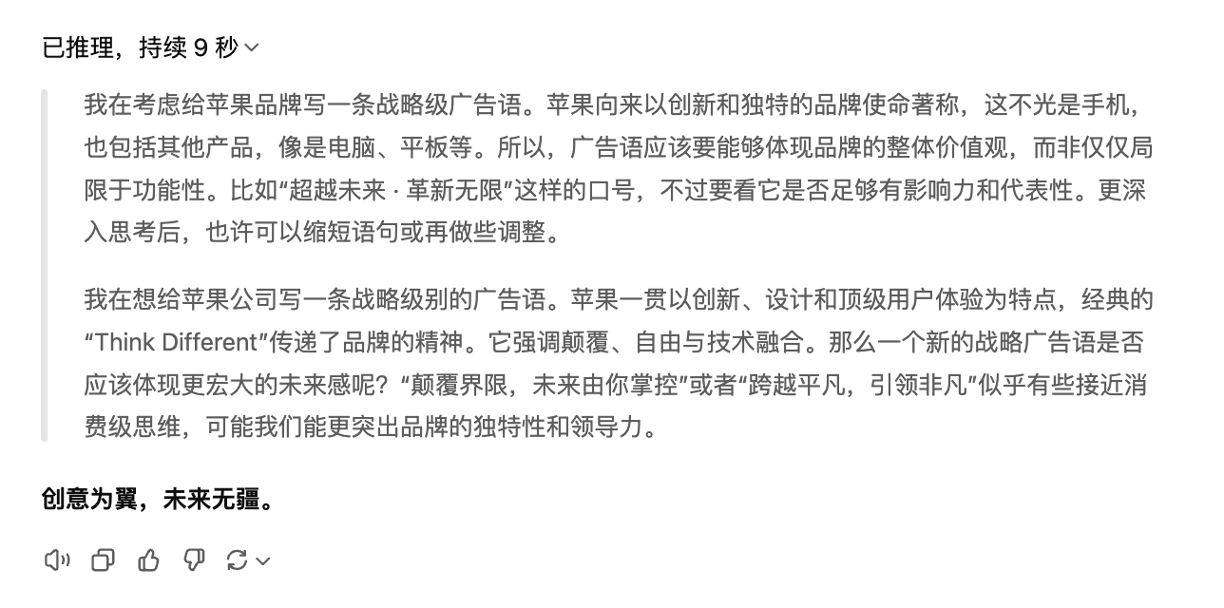 已推理，持续 9 秒
我在考虑给苹果品牌写一条战略级广告语。苹果向来以创新和独特的品牌使命著称，这不光是手机，
也包括其他产品，像是电脑、平板等。所以，广告语应该要能够体现品牌的整体价值观，而非仅仅局
限于功能性。比如“超越未来 · 革新无限”这样的口号，不过要看它是否足够有影响力和代表性。更深
入思考后，也许可以缩短语句或再做些调整。
我在想给苹果公司写一条战略级别的广告语。苹果一贯以创新、设计和顶级用户体验为特点，经典的
“Think Different”传递了品牌的精神。它强调颠覆、自由与技术融合。那么一个新的战略广告语是否
应该体现更宏大的未来感呢？“颠覆界限，未来由你掌控”或者“跨越平凡，引领非凡”似乎有些接近消
费级思维，可能我们能更突出品牌的独特性和领导力。
创意为翼，未来无疆。